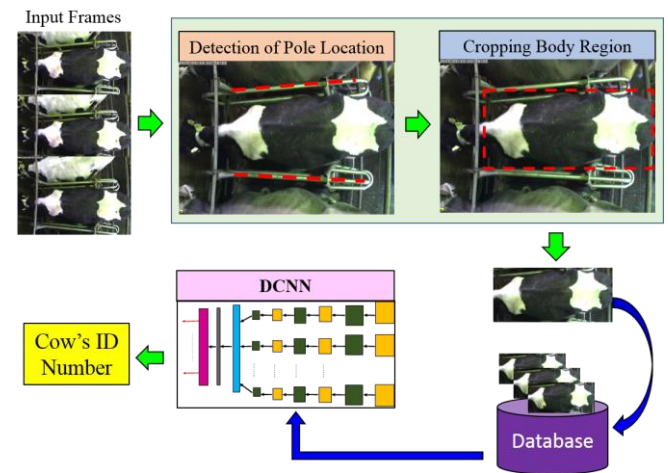 Input Frames
Detection of Pole Location
Cropping Body Region
DCNN
Cow's ID
Number
Database